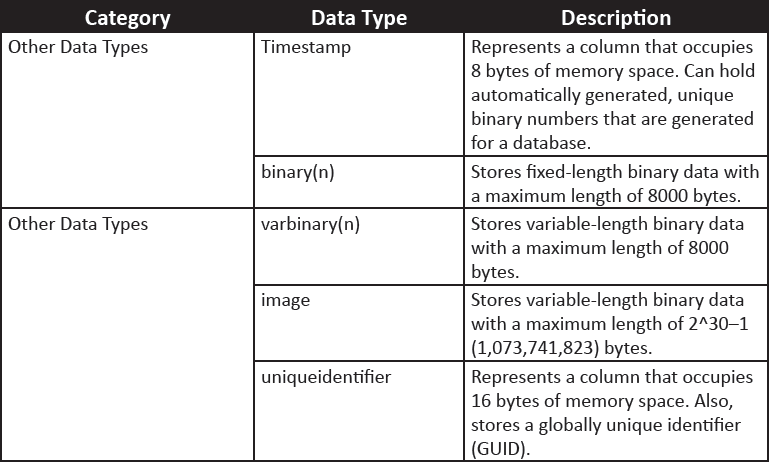 Category Data Type Description
Other Data Types Timestamp Represents a column that occupies
8 bytes of memory space. Can hold
automatically generated, unique
binary numbers that are generated
for a database.
binary(n) Stores fixed-length binary data with
a maximum length of 8000 bytes.
Other Data Types varbinary(n) Stores variable-length binary data
with a maximum length of 8000
bytes.
image Stores variable-length binary data
with a maximum length of 2^30–1
(1,073,741,823) bytes.
uniqueidentifier Represents a column that occupies
16 bytes of memory space. Also,
stores a globally unique identifier
(GUID).